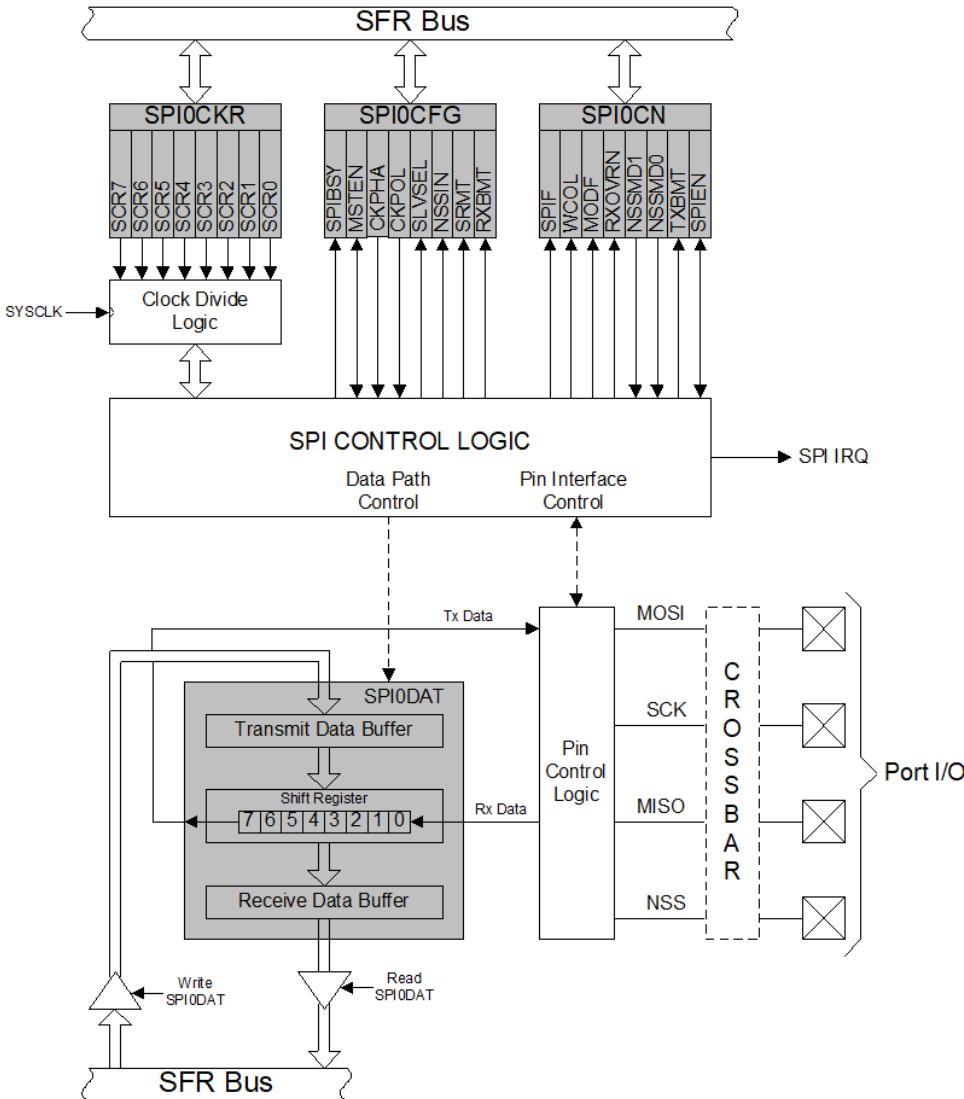 SFR Bus
SPI0CKR
SPI0CFG
SPI0CN
SCR7
SCR6
SCR5
SCR4
SCR3
SCR2
SCR1
SCR0
SPIBSY
MSTEN
CKPHA
CKPOL
SLVSEL
NSSIN
SRMT
RXBMT
SPIF
WCOL
MODF
RXOVRN
NSSMD1
NSSMD0
TXBMT
SPIEN
SYSCLK
Clock Divide
Logic
SPI CONTROL LOGIC
SPI IRQ
Data Path
Control
Pin Interface
Control
Tx Data
MOSI
SPI0DAT
Transmit Data Buffer
SCK
Shift Register
7 6 5 4 3 2 1 0
Rx Data
Pin
Control
Logic
MISO
Receive Data Buffer
NSS
CROSSBAR
Port I/O
Write
SPI0DAT
Read
SPI0DAT
SFR Bus